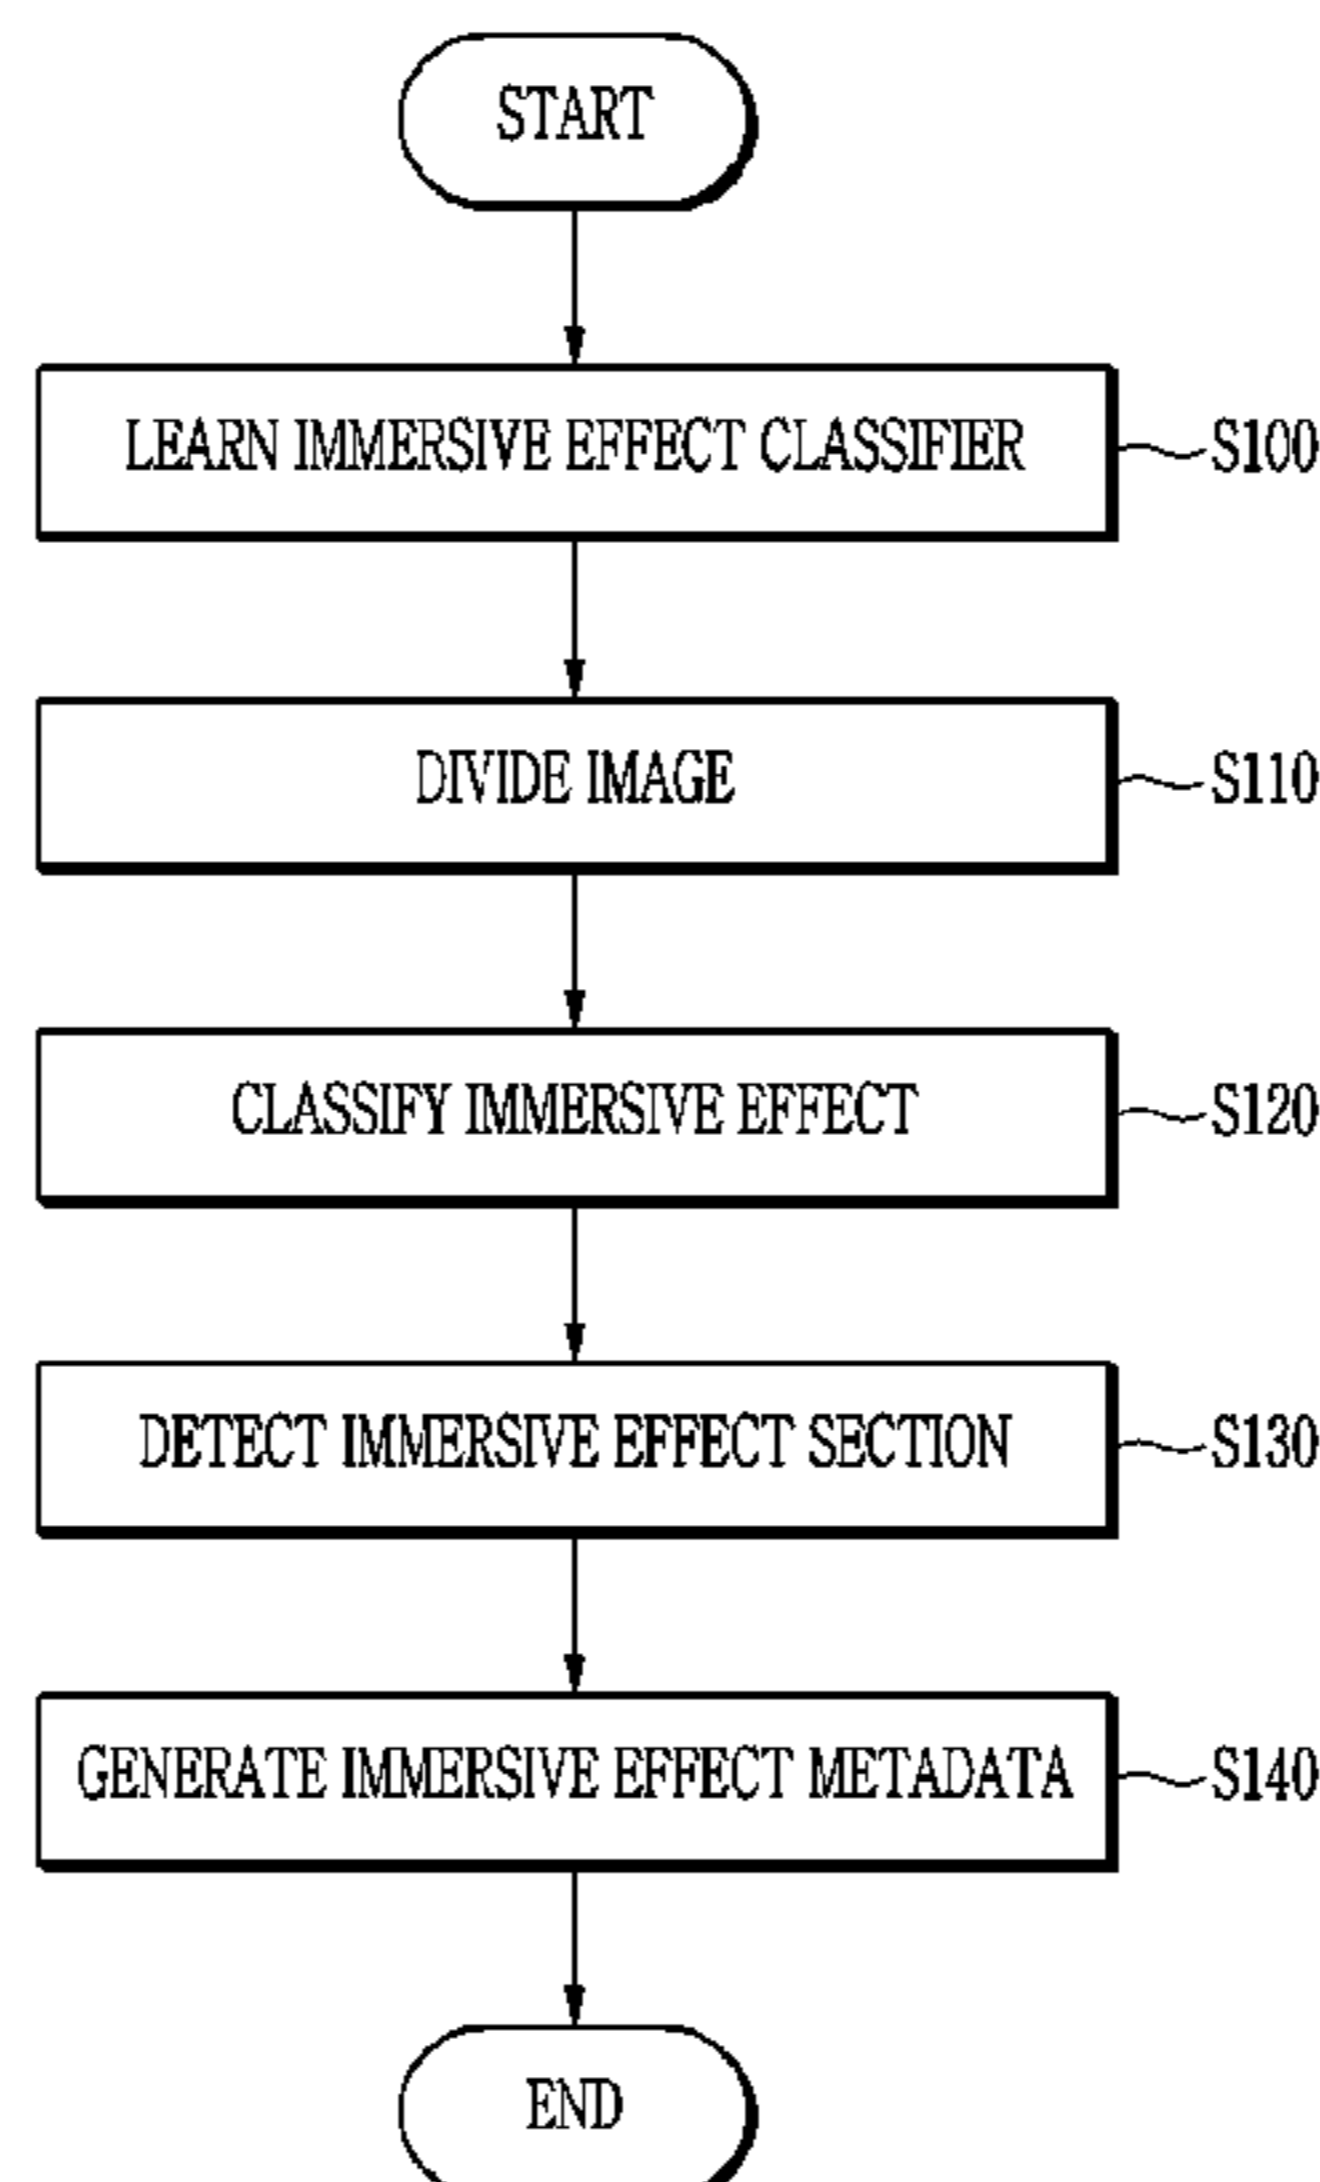 START
LEARN IMMERSIVE EFFECT CLASSIFIER S100
DIVIDE IMAGE S110
CLASSIFY IMMERSIVE EFFECT S120
DETECT IMMERSIVE EFFECT SECTION S130
GENERATE IMMERSIVE EFFECT METADATA S140
END